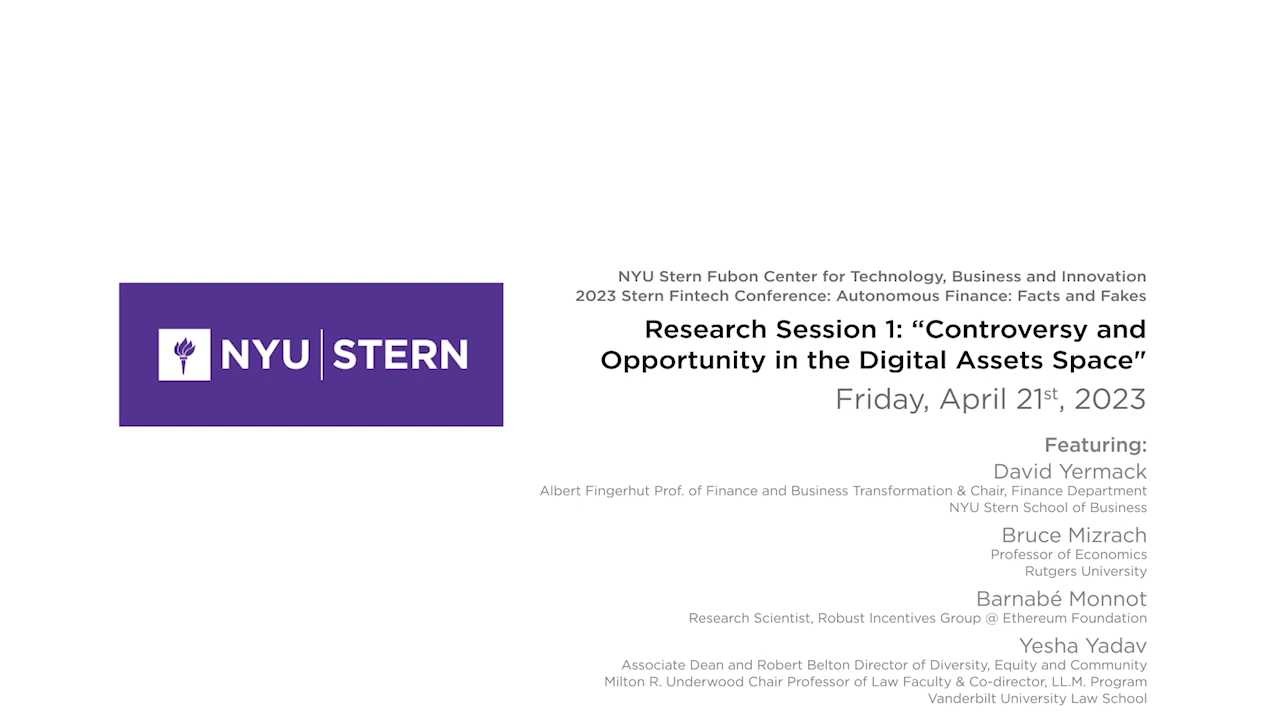 NYU STERN
NYU Stern Fubon Center for Technology, Business and Innovation
2023 Stern Fintech Conference: Autonomous Finance: Facts and Fakes
Research Session 1: “Controversy and
Opportunity in the Digital Assets Space"
Friday, April 21st, 2023
Featuring:
David Yermack
Albert Fingerhut Prof. of Finance and Business Transformation & Chair, Finance Department
NYU Stern School of Business
Bruce Mizrach
Professor of Economics
Rutgers University
Barnabé Monnot
Research Scientist, Robust Incentives Group @ Ethereum Foundation
Yesha Yadav
Associate Dean and Robert Belton Director of Diversity, Equity and Community
Milton R. Underwood Chair Professor of Law Faculty & Co-director, LL.M. Program
Vanderbilt University Law School